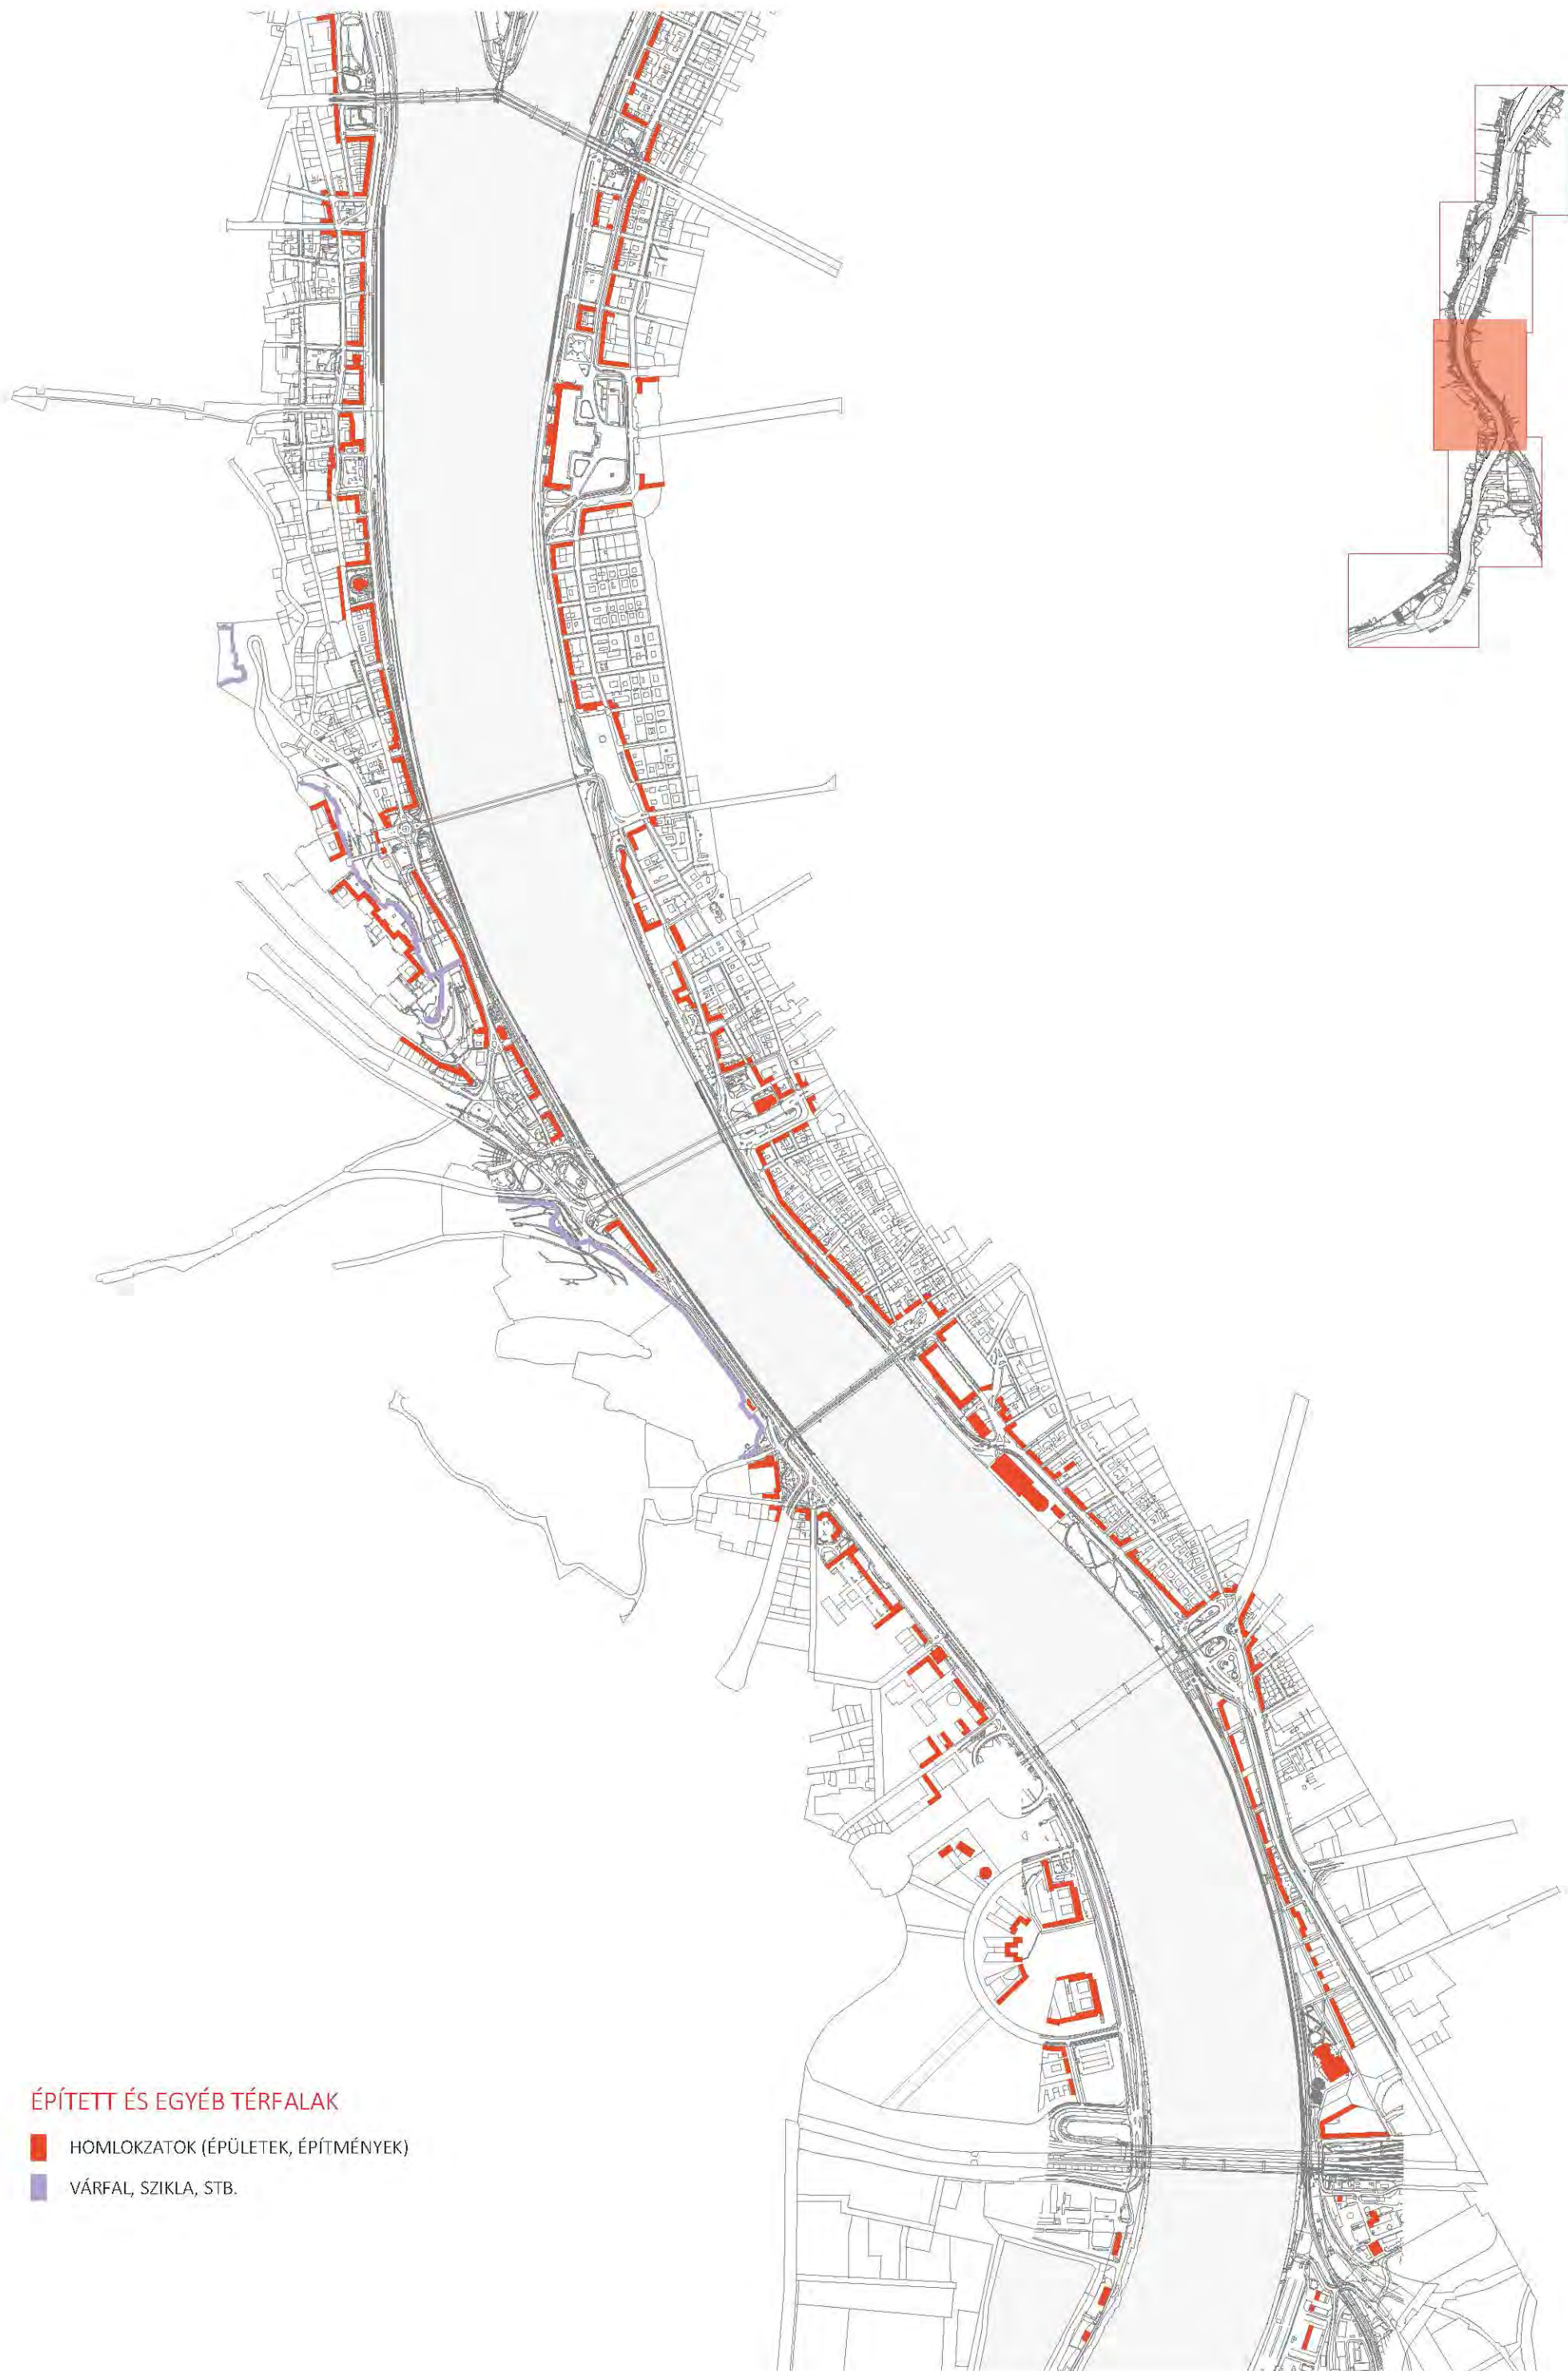 ÉPÍTETT ÉS EGYÉB TÉRFALAK
HOMLOKZATOK (ÉPÜLETEK, ÉPÍTMÉNYEK)
VÁRFAL, SZIKLA, STB.